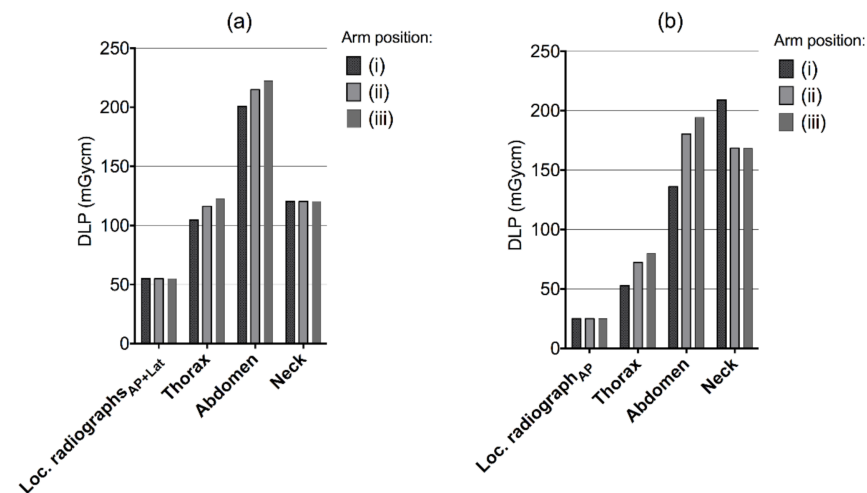 (a)
Arm position:
(i)
(ii)
(iii)
DLP (mGycm)
250
200
150
100
50
0
Loc. radiographsAP+Lat
Thorax
Abdomen
Neck
(b)
Arm position:
(i)
(ii)
(iii)
DLP (mGycm)
250
200
150
100
50
0
Loc. radiographAP
Thorax
Abdomen
Neck